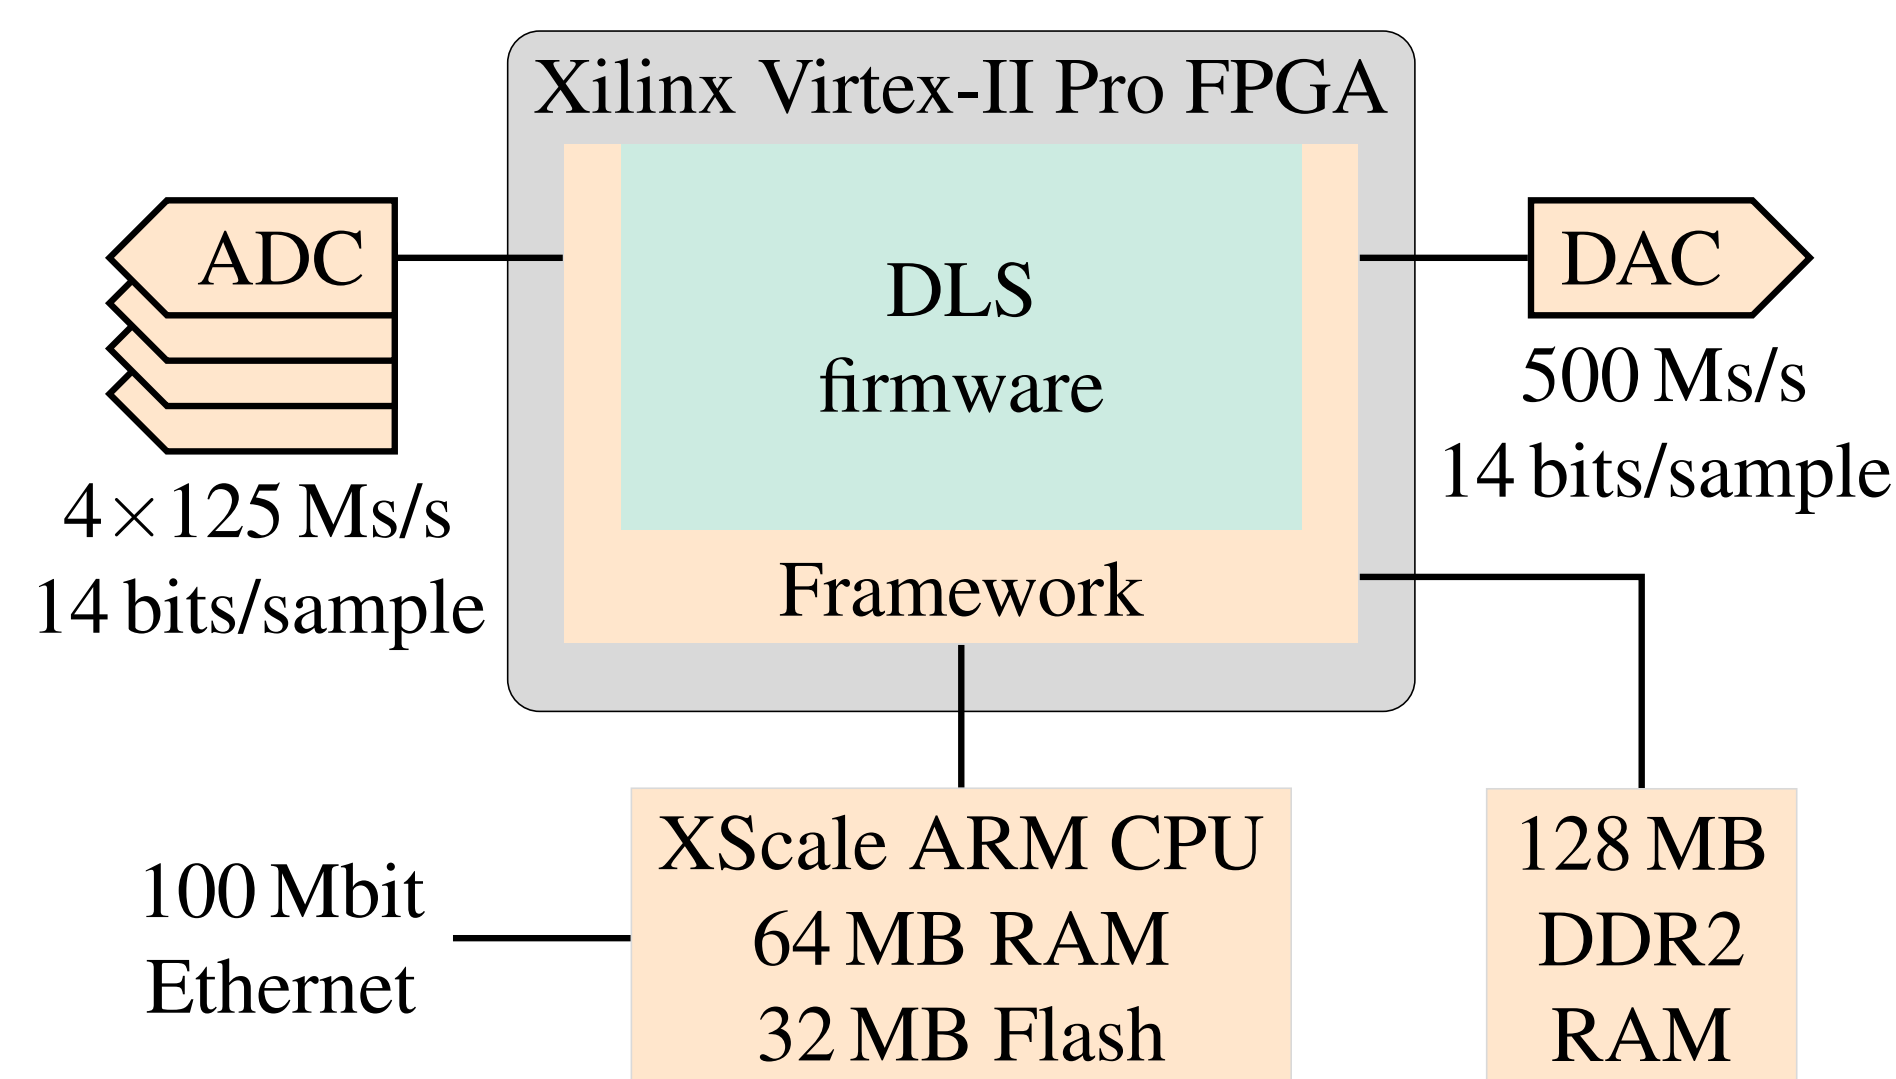 Xilinx Virtex-II Pro FPGA
ADC
4×125 Ms/s
14 bits/sample
DLS
firmware
Framework
DAC
500 Ms/s
14 bits/sample
100 Mbit
Ethernet
XScale ARM CPU
64 MB RAM
32 MB Flash
128 MB
DDR2
RAM